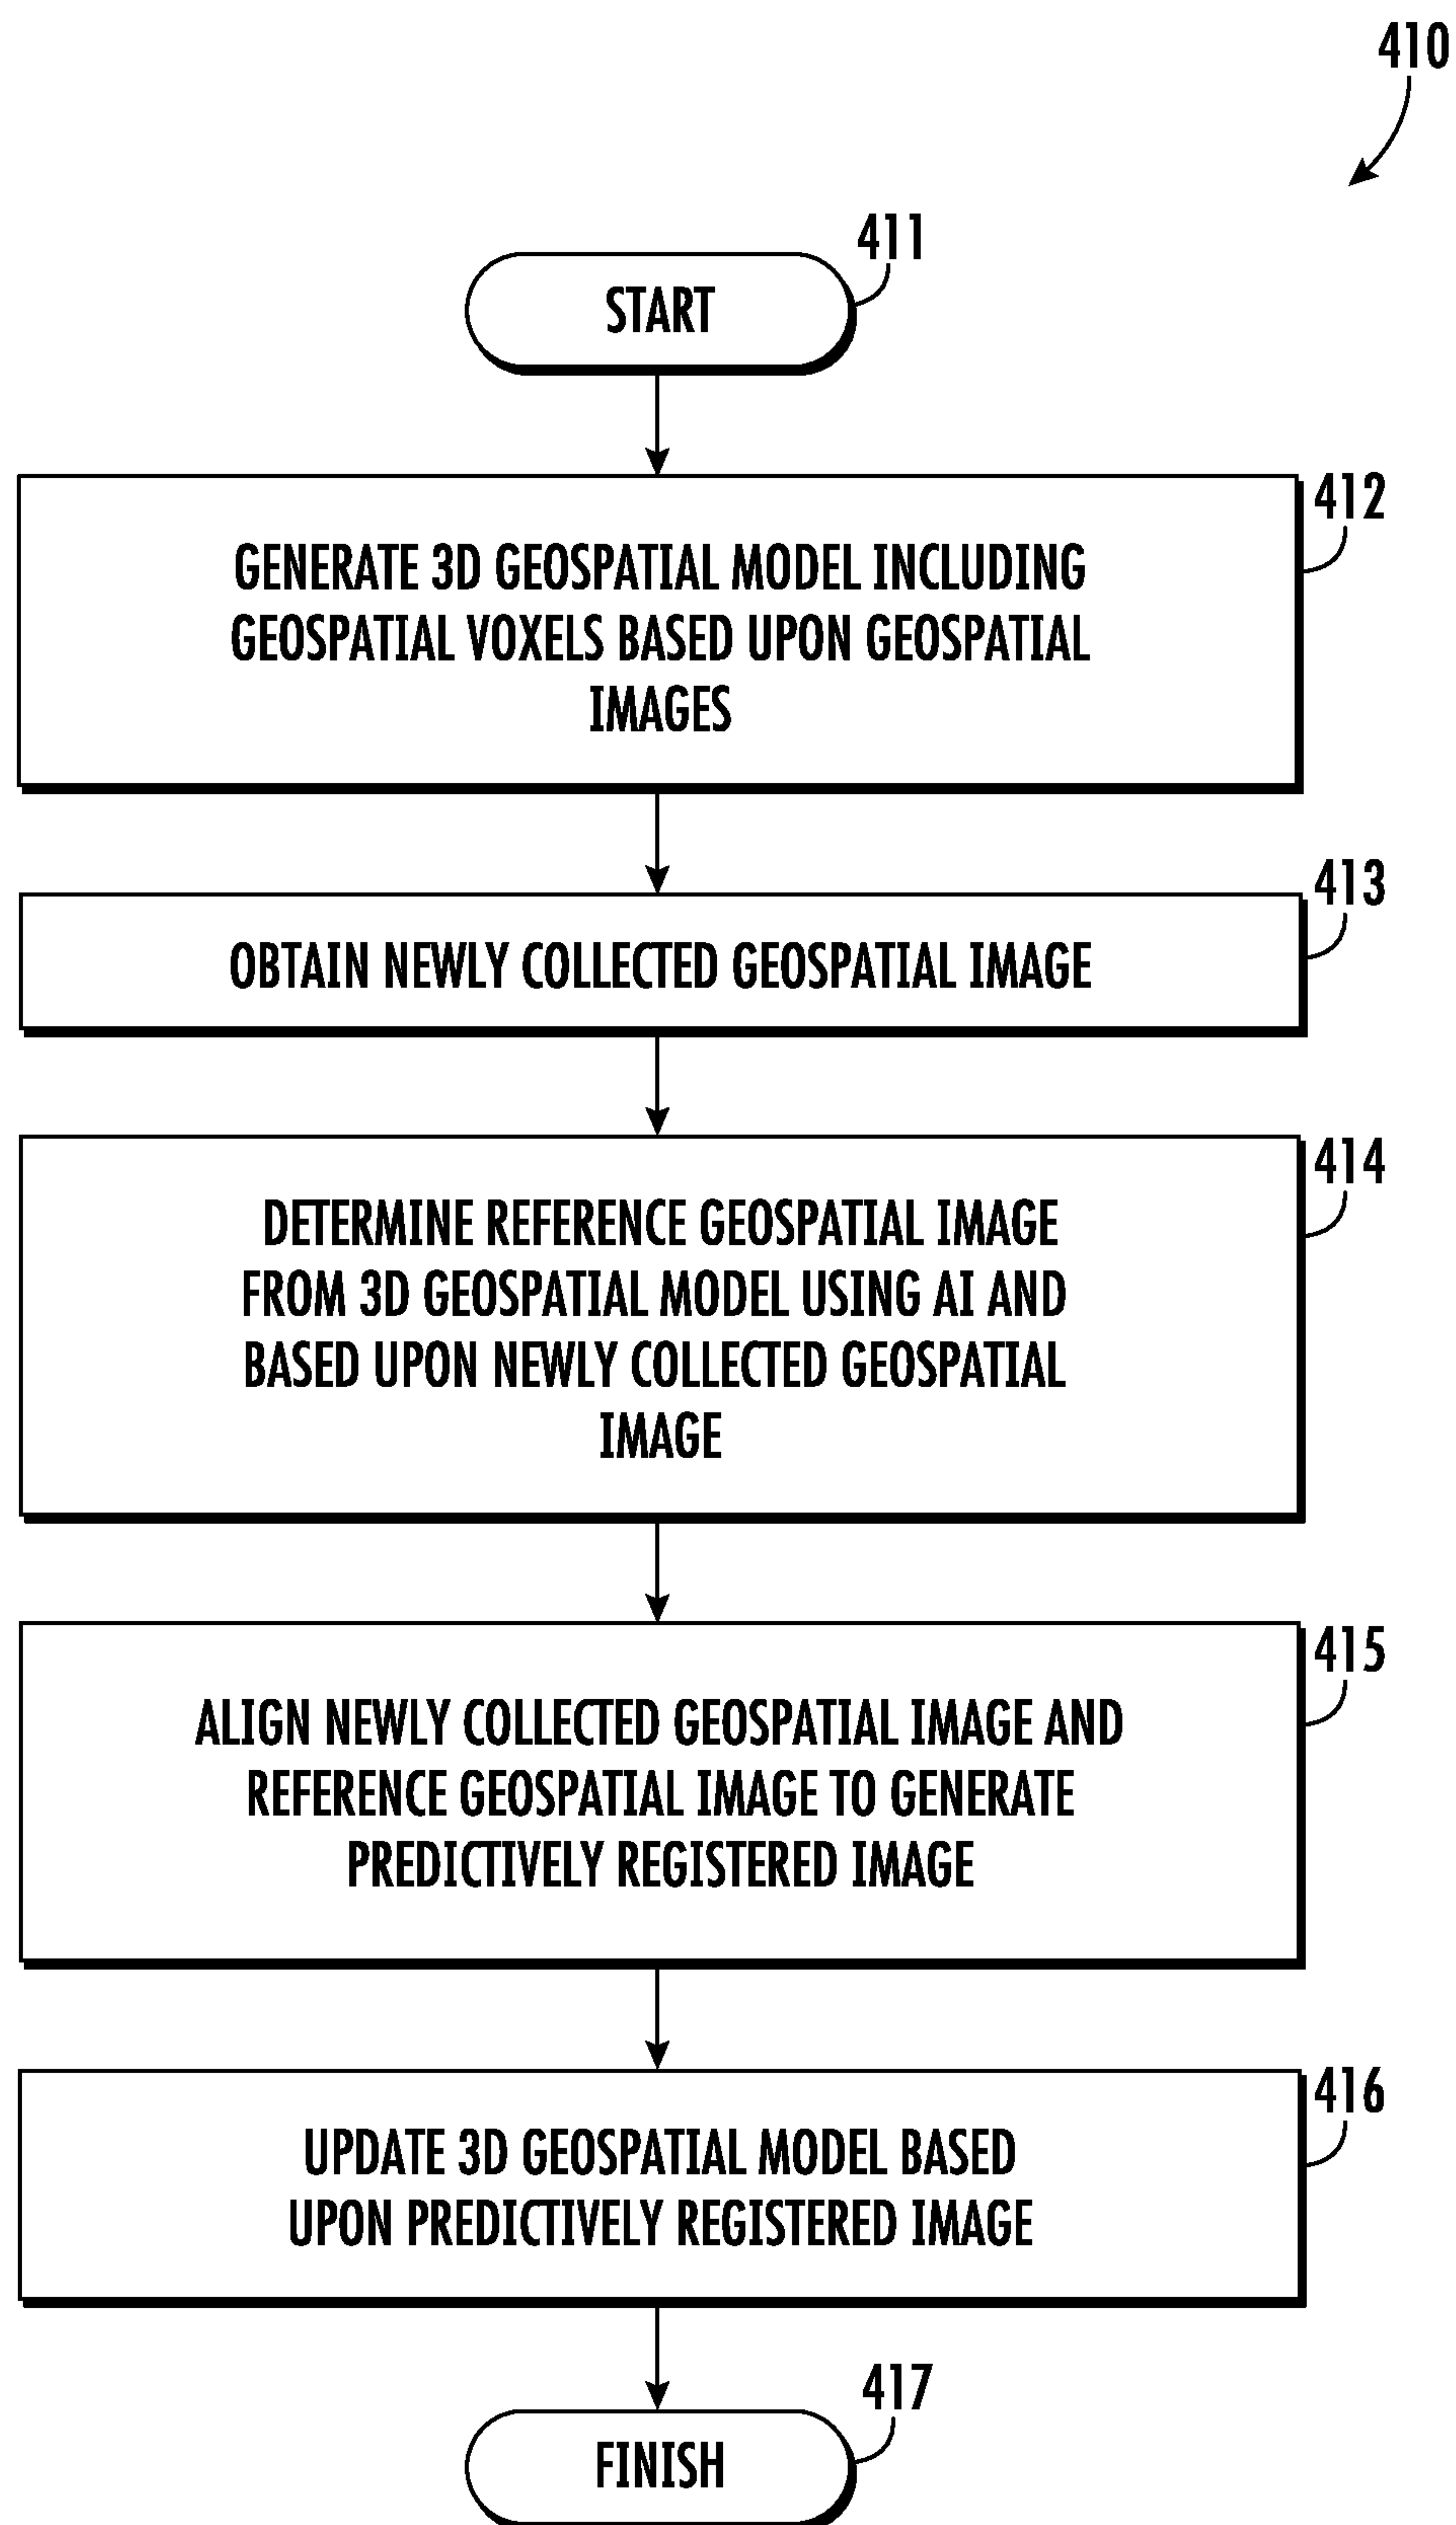 410
411
START
412
GENERATE 3D GEOSPATIAL MODEL INCLUDING
GEOSPATIAL VOXELS BASED UPON GEOSPATIAL
IMAGES
413
OBTAIN NEWLY COLLECTED GEOSPATIAL IMAGE
414
DETERMINE REFERENCE GEOSPATIAL IMAGE
FROM 3D GEOSPATIAL MODEL USING AI AND
BASED UPON NEWLY COLLECTED GEOSPATIAL
IMAGE
415
ALIGN NEWLY COLLECTED GEOSPATIAL IMAGE AND
REFERENCE GEOSPATIAL IMAGE TO GENERATE
PREDICTIVELY REGISTERED IMAGE
416
UPDATE 3D GEOSPATIAL MODEL BASED
UPON PREDICTIVELY REGISTERED IMAGE
417
FINISH